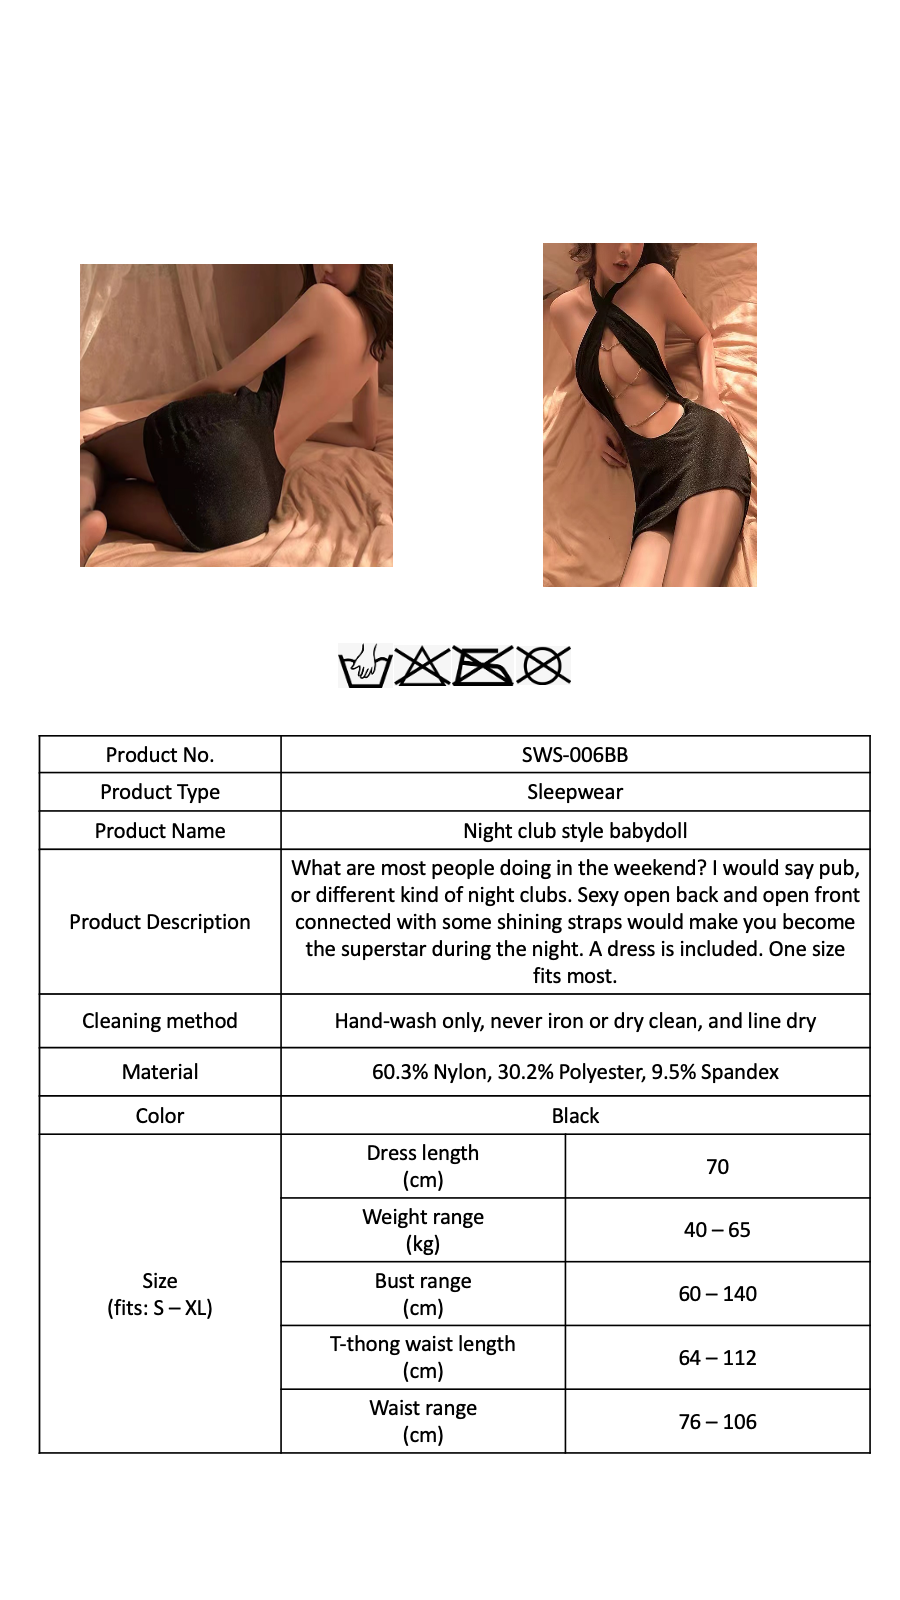 Product No.
SWS-006BB
Product Type
Sleepwear
Product Name
Night club style babydoll
Product Description
What are most people doing in the weekend? I would say pub,
or different kind of night clubs. Sexy open back and open front
connected with some shining straps would make you become
the superstar during the night. A dress is included. One size
fits most.
Cleaning method
Hand-wash only, never iron or dry clean, and line dry
Material
60.3% Nylon, 30.2% Polyester, 9.5% Spandex
Color
Black
Size
(fits: S – XL)
Dress length
(cm)
70
Weight range
(kg)
40 – 65
Bust range
(cm)
60 – 140
T-thong waist length
(cm)
64 – 112
Waist range
(cm)
76 – 106